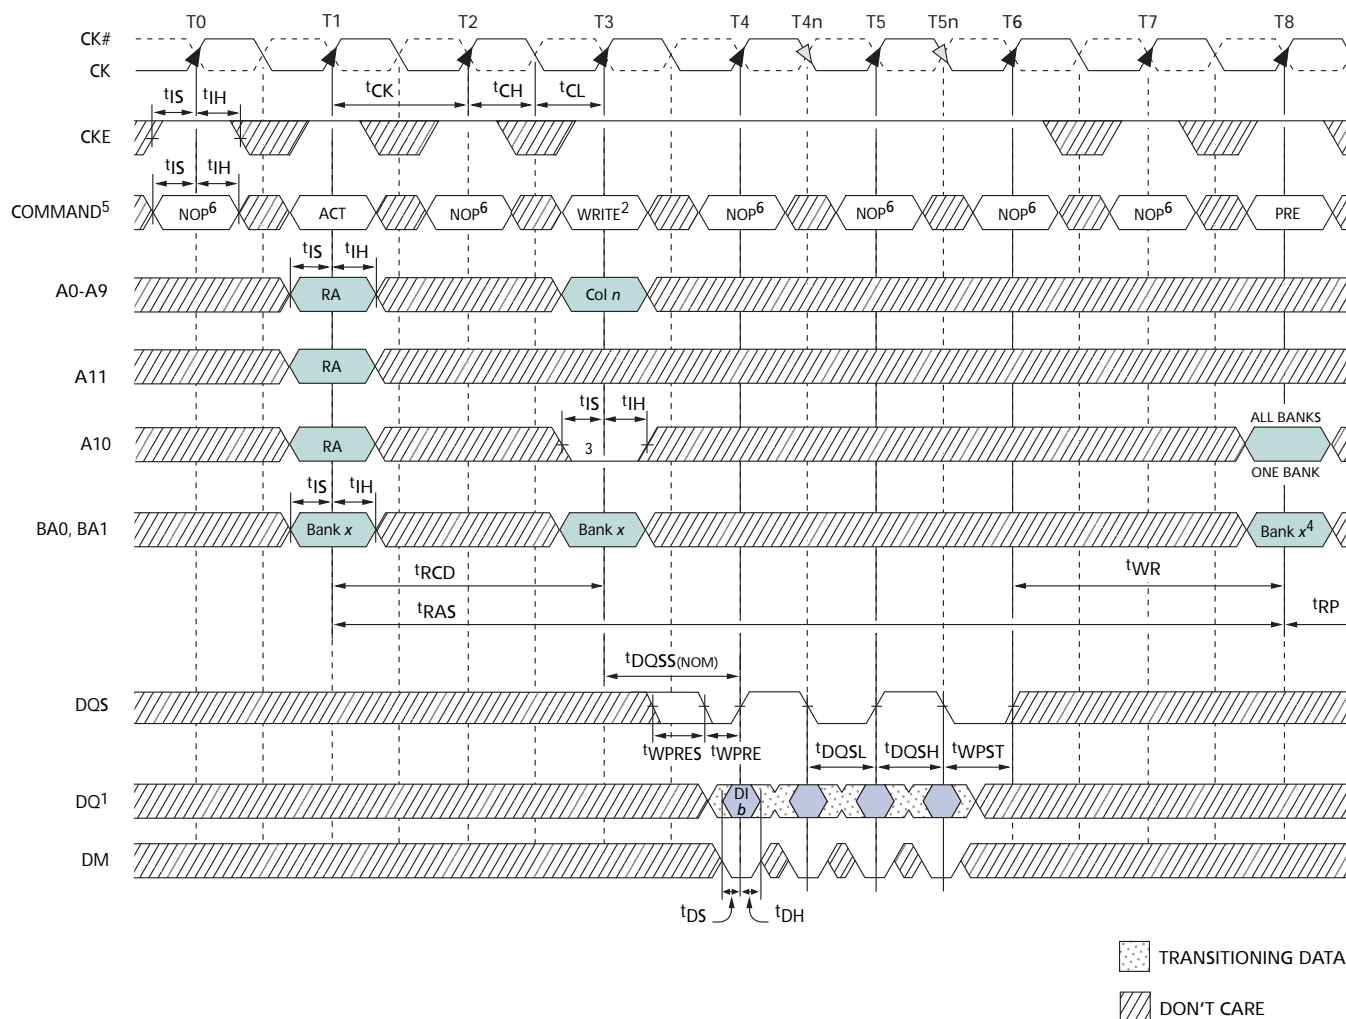 T0 T1 T2 T3 T4 T4n T5 T5n T6 T7 T8
CK#
CK
tIS tIH tCK tCH tCL
CKE
tIS tIH
COMMAND5 NOP6 ACT NOP6 WRITE2 NOP6 NOP6 NOP6 NOP6 PRE
tIS tIH
A0-A9 RA Col n
A11 RA
tIS tIH
ALL BANKS
A10 RA 3
ONE BANK
tIS tIH
BA0, BA1 Bank x Bank x Bank x4
tRCD tWR
tRAS tRP
tDQSS(NOM)
DQS
tWPRES tWPRE tDQSL tDQSH tWPST
DQ1 DI
b
DM
tDS tDH
TRANSITIONING DATA
DON'T CARE